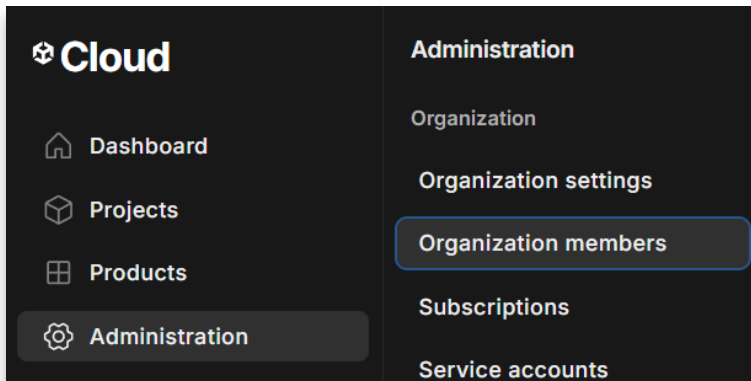 Cloud
Dashboard
Projects
Products
Administration
Administration
Organization
Organization settings
Organization members
Subscriptions
Service accounts